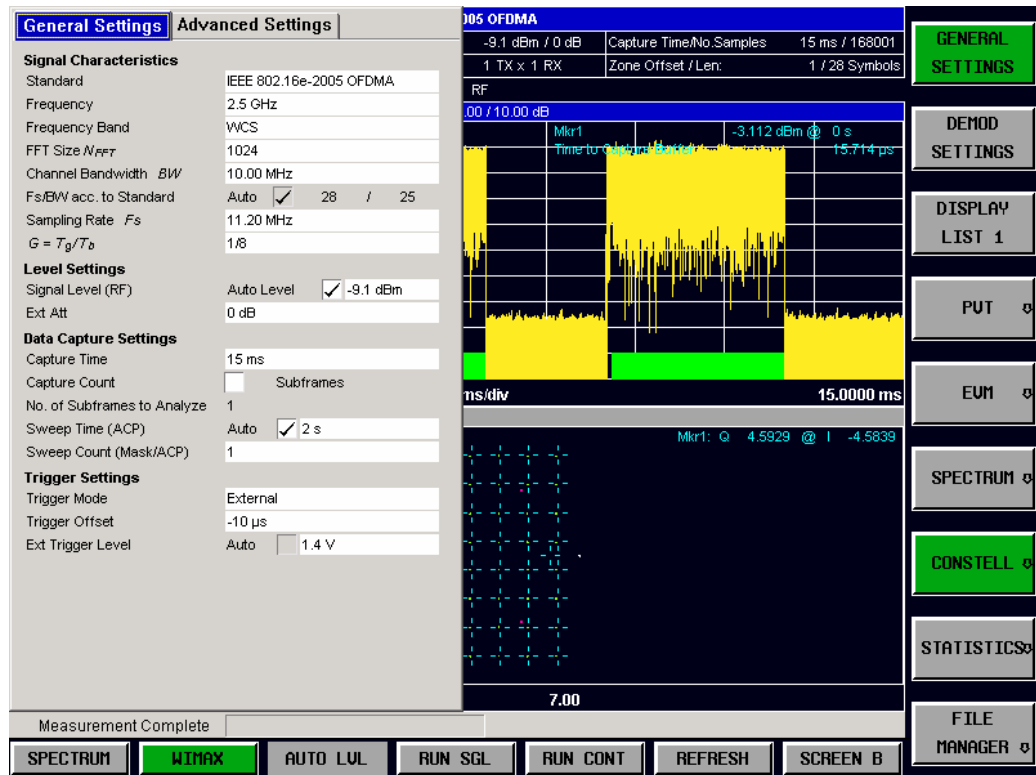 General Settings Advanced Settings
Signal Characteristics
Standard IEEE 802.16e-2005 OFDMA
Frequency 2.5 GHz
Frequency Band WCS
FFT Size NFFT 1024
Channel Bandwidth BW 10.00 MHz
Fs/BW acc. to Standard Auto 28 / 25
Sampling Rate Fs 11.20 MHz
G = Tg/Tb 1/8
Level Settings
Signal Level (RF) Auto Level -9.1 dBm
Ext Att 0 dB
Data Capture Settings
Capture Time 15 ms
Capture Count Subframes
No. of Subframes to Analyze 1
Sweep Time (ACP) Auto 2 s
Sweep Count (Mask/ACP) 1
Trigger Settings
Trigger Mode External
Trigger Offset -10 µs
Ext Trigger Level Auto 1.4 V
Measurement Complete
005 OFDMA
-9.1 dBm / 0 dB Capture Time/No.Samples 15 ms / 168001
1 TX x 1 RX Zone Offset / Len: 1 / 28 Symbols
RF
.00 / 10.00 dB
Mkr1 -3.112 dBm @ 0 s
Time to Capture Buffer 15.714 µs
ms/div 15.0000 ms
Mkr1: Q 4.5929 @ I -4.5839
7.00
GENERAL
SETTINGS
DEMOD
SETTINGS
DISPLAY
LIST 1
PVT
EVM
SPECTRUM
CONSTELL
STATISTICS
FILE
MANAGER
SPECTRUM WIMAX AUTO LVL RUN SGL RUN CONT REFRESH SCREEN B